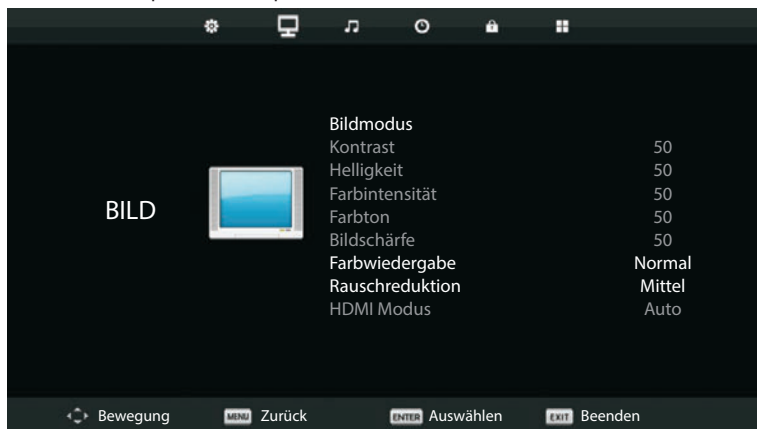 Bildmodus
Kontrast 50
Helligkeit 50
Farbintensität 50
BILD
Farbton 50
Bildschärfe 50
Farbwiedergabe Normal
Rauschreduktion Mittel
HDMI Modus Auto
Bewegung MENU Zurück ENTER Auswählen EXIT Beenden